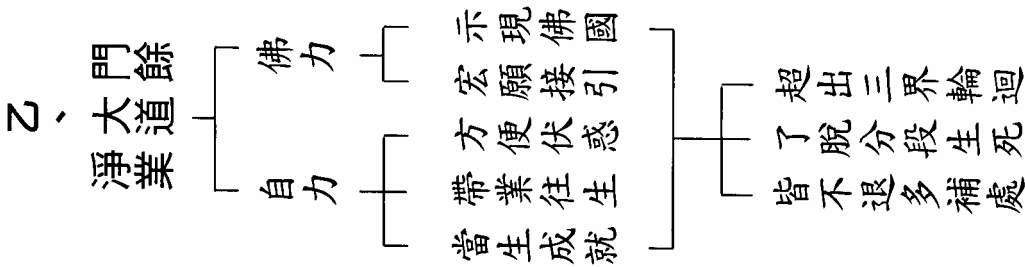 乙、
門餘
大道
淨業
佛力
自力
示現佛國
宏願接引
方便伏惑
帶業往生
當生成就
超出三界輪迴
了脫分段生死
皆不退多補處